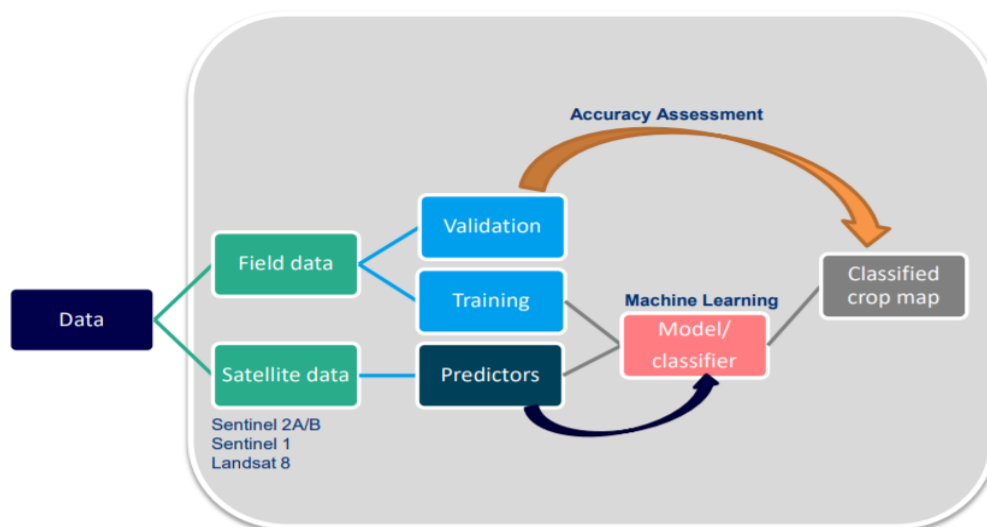 Accuracy Assessment
Validation
Field data
Classified
crop map
Training
Machine Learning
Data
Model/
classifier
Satellite data
Predictors
Sentinel 2A/B
Sentinel 1
Landsat 8